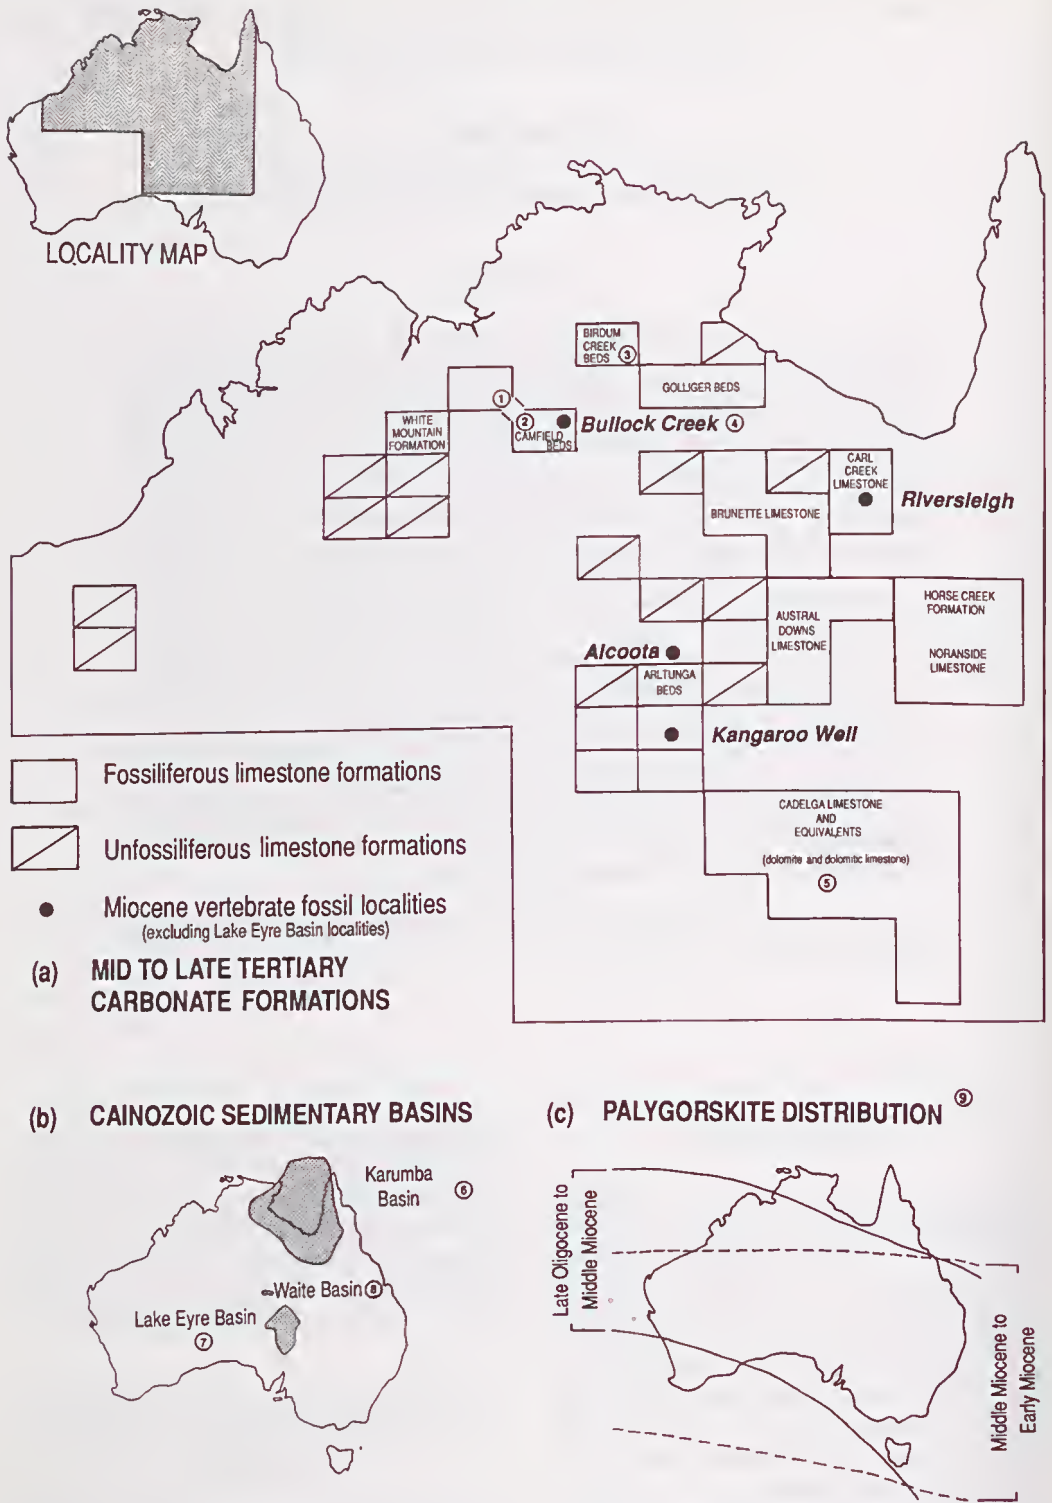 LOCALITY MAP
BIRDUM
CREEK
BEDS ③
GOLLIGER BEDS
①
②
WHITE
MOUNTAIN
FORMATION
CAMFIELD
BEDS
Bullock Creek ④
CARL
CREEK
LIMESTONE
Riversleigh
BRUNETTE LIMESTONE
HORSE CREEK
FORMATION
AUSTRAL
DOWNS
LIMESTONE
NORANSIDE
LIMESTONE
Alcoota
ARLTUNGA
BEDS
Kangaroo Well
CADELGA LIMESTONE
AND
EQUIVALENTS
(dolomite and dolomitic limestone)
⑤
Fossiliferous limestone formations
Unfossiliferous limestone formations
Miocene vertebrate fossil localities
(excluding Lake Eyre Basin localities)
(a) MID TO LATE TERTIARY
CARBONATE FORMATIONS
(b) CAINOZOIC SEDIMENTARY BASINS
Karumba
Basin ⑥
Waite Basin ⑧
Lake Eyre Basin
⑦
(c) PALYGORSKITE DISTRIBUTION ⑨
Late Oligocene to
Middle Miocene
Middle Miocene to
Early Miocene